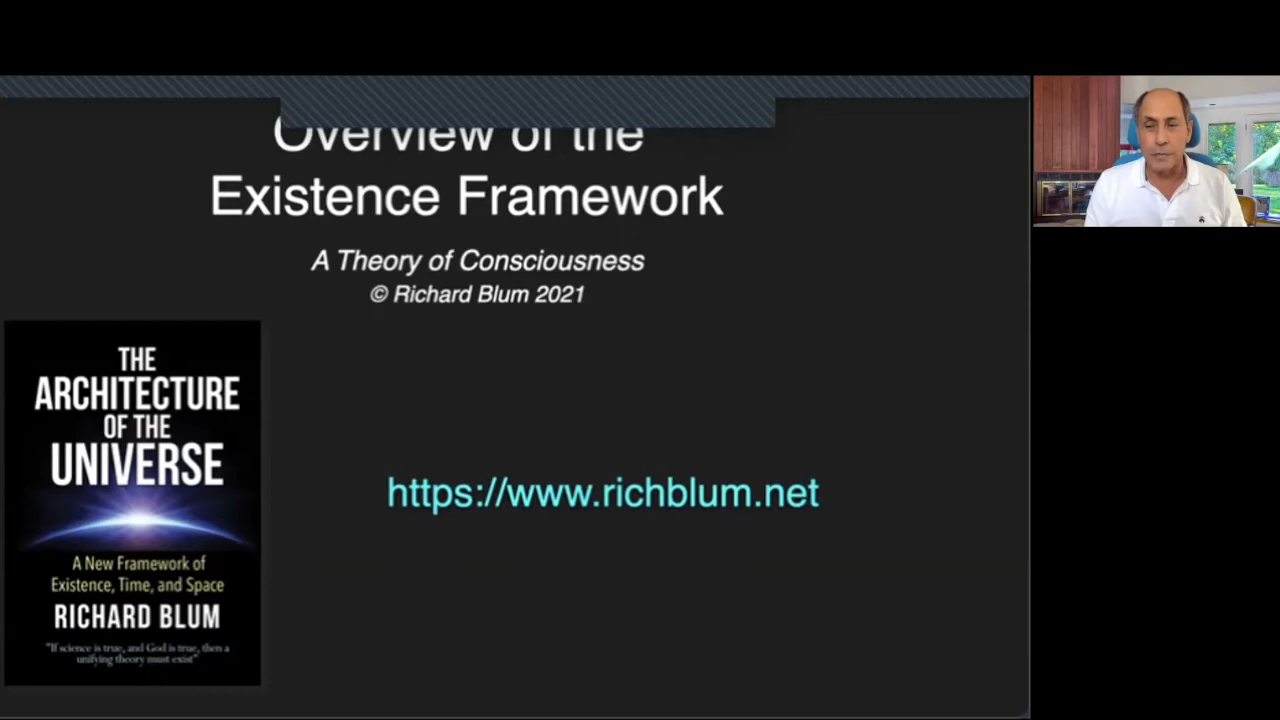 Overview of the
Existence Framework
A Theory of Consciousness
© Richard Blum 2021
THE
ARCHITECTURE
OF THE
UNIVERSE
A New Framework of
Existence, Time, and Space
RICHARD BLUM
"If science is true, and God is true, then a
unifying theory must exist"
https://www.richblum.net